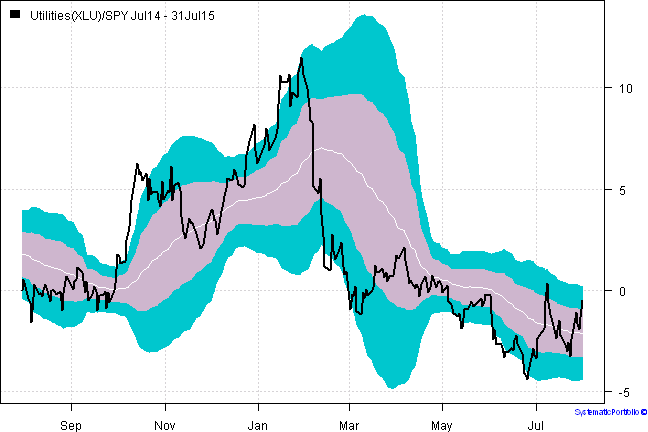 Utilities(XLU)/SPY Jul14 - 31Jul15
10
5
0
-5
Sep Nov Jan Mar May Jul
SystematicPortfolio ©